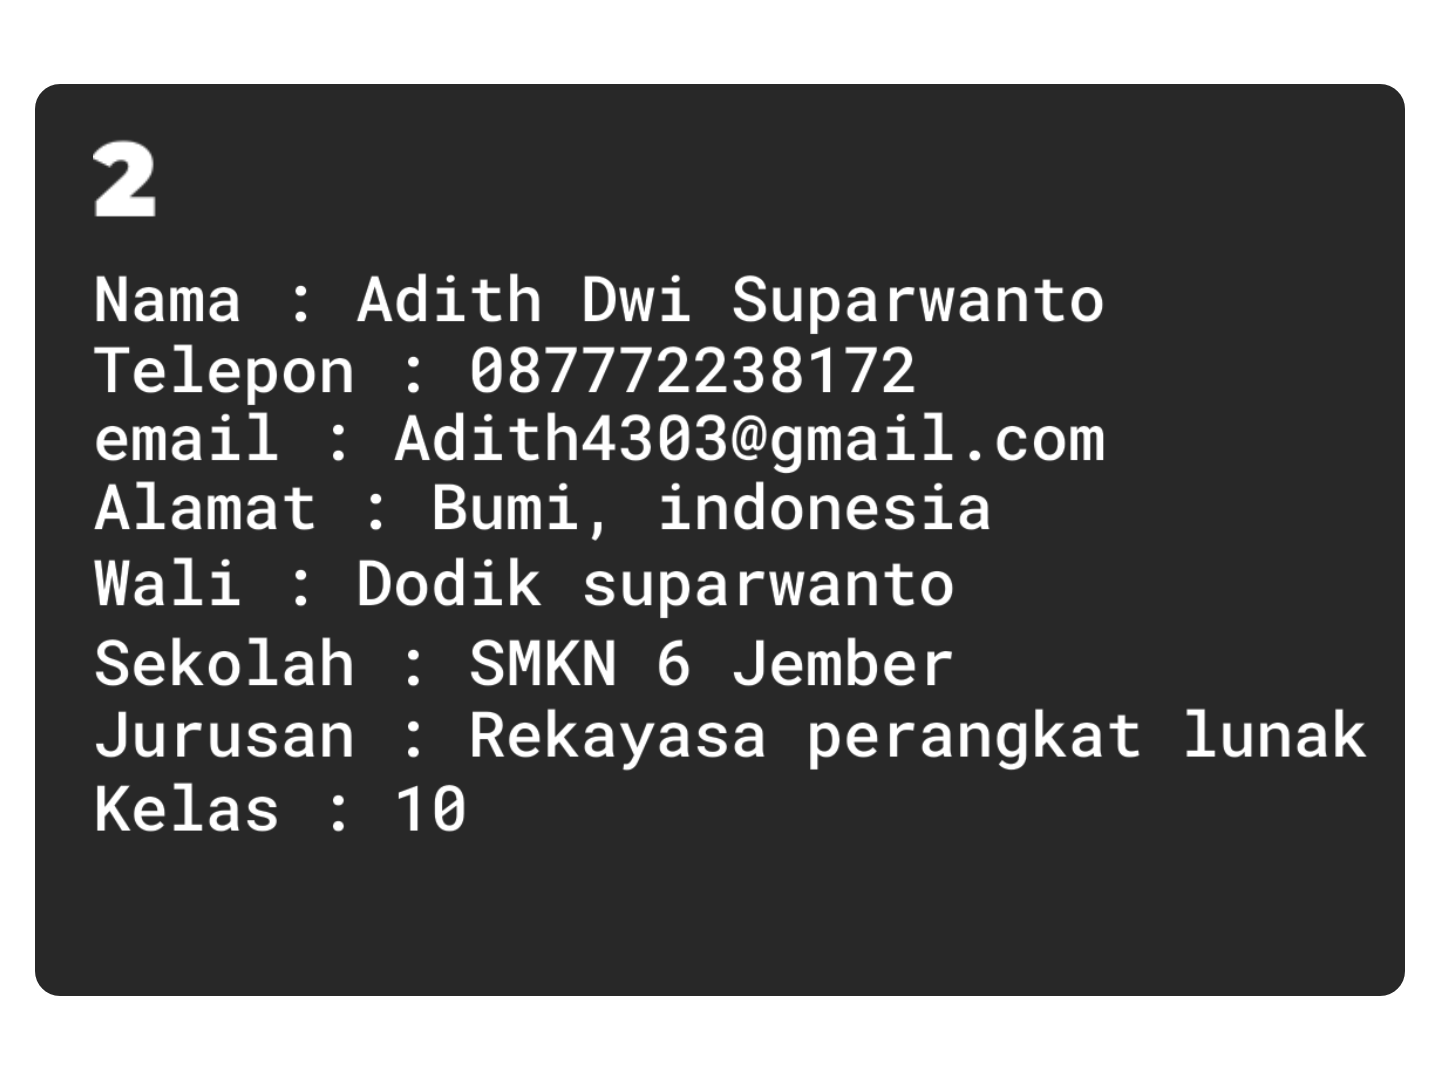 2
Nama : Adith Dwi Suparwanto
Telepon : 087772238172
email : Adith4303@gmail.com
Alamat : Bumi, indonesia
Wali : Dodik suparwanto
Sekolah : SMKN 6 Jember
Jurusan : Rekayasa perangkat lunak
Kelas : 10